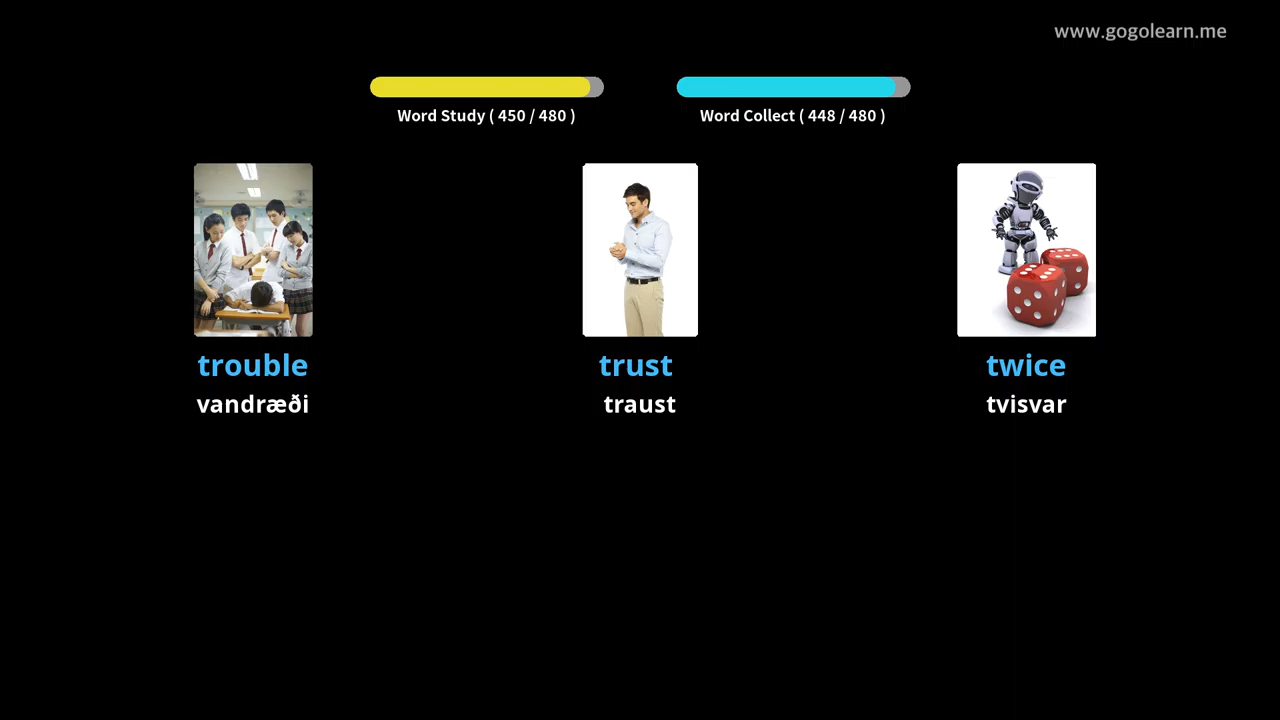 www.gogolearn.me
Word Study ( 450 / 480 )
Word Collect ( 448 / 480 )
trouble
vandræði
trust
traust
twice
tvisvar